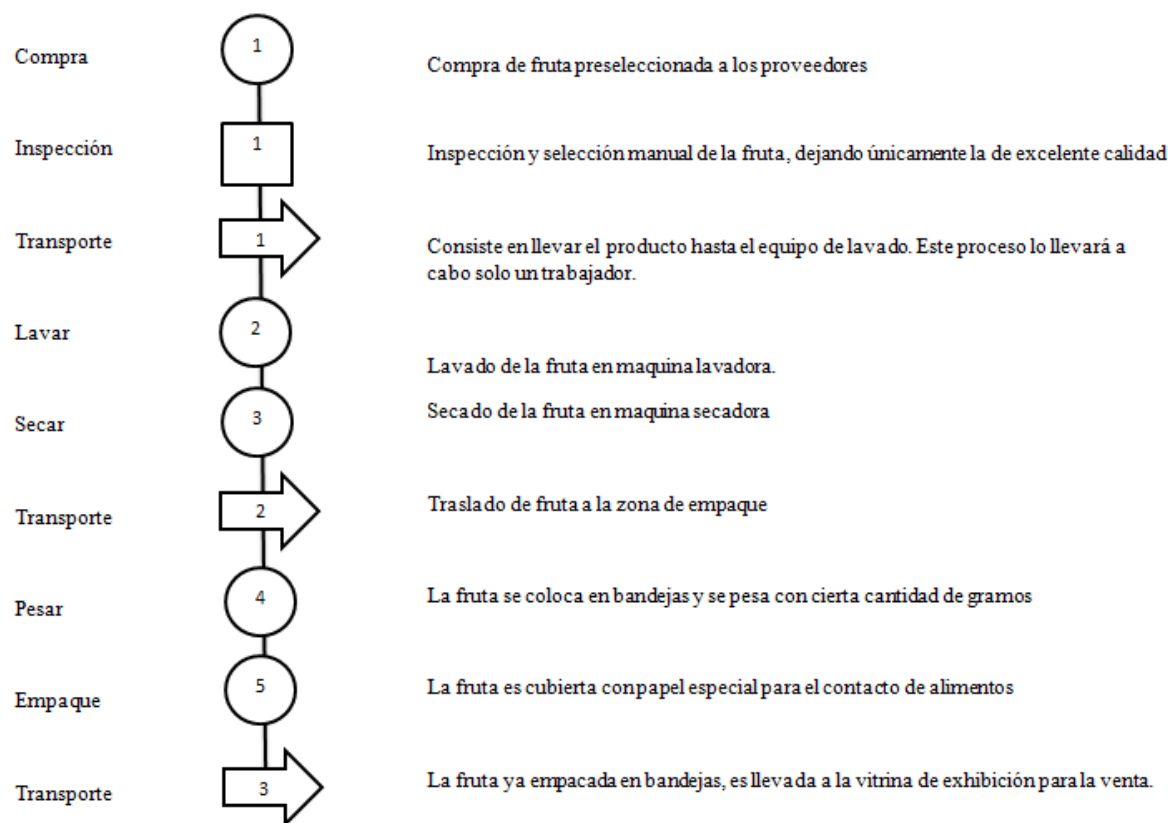 Compra
1
Compra de fruta preseleccionada a los proveedores
Inspección
1
Inspección y selección manual de la fruta, dejando únicamente la de excelente calidad
Transporte
1
Consiste en llevar el producto hasta el equipo de lavado. Este proceso lo llevará a
cabo solo un trabajador.
Lavar
2
Lavado de la fruta en maquina lavadora.
Secar
3
Secado de la fruta en maquina secadora
Transporte
2
Traslado de fruta a la zona de empaque
Pesar
4
La fruta se coloca en bandejas y se pesa con cierta cantidad de gramos
Empaque
5
La fruta es cubierta con papel especial para el contacto de alimentos
Transporte
3
La fruta ya empacada en bandejas, es llevada a la vitrina de exhibición para la venta.